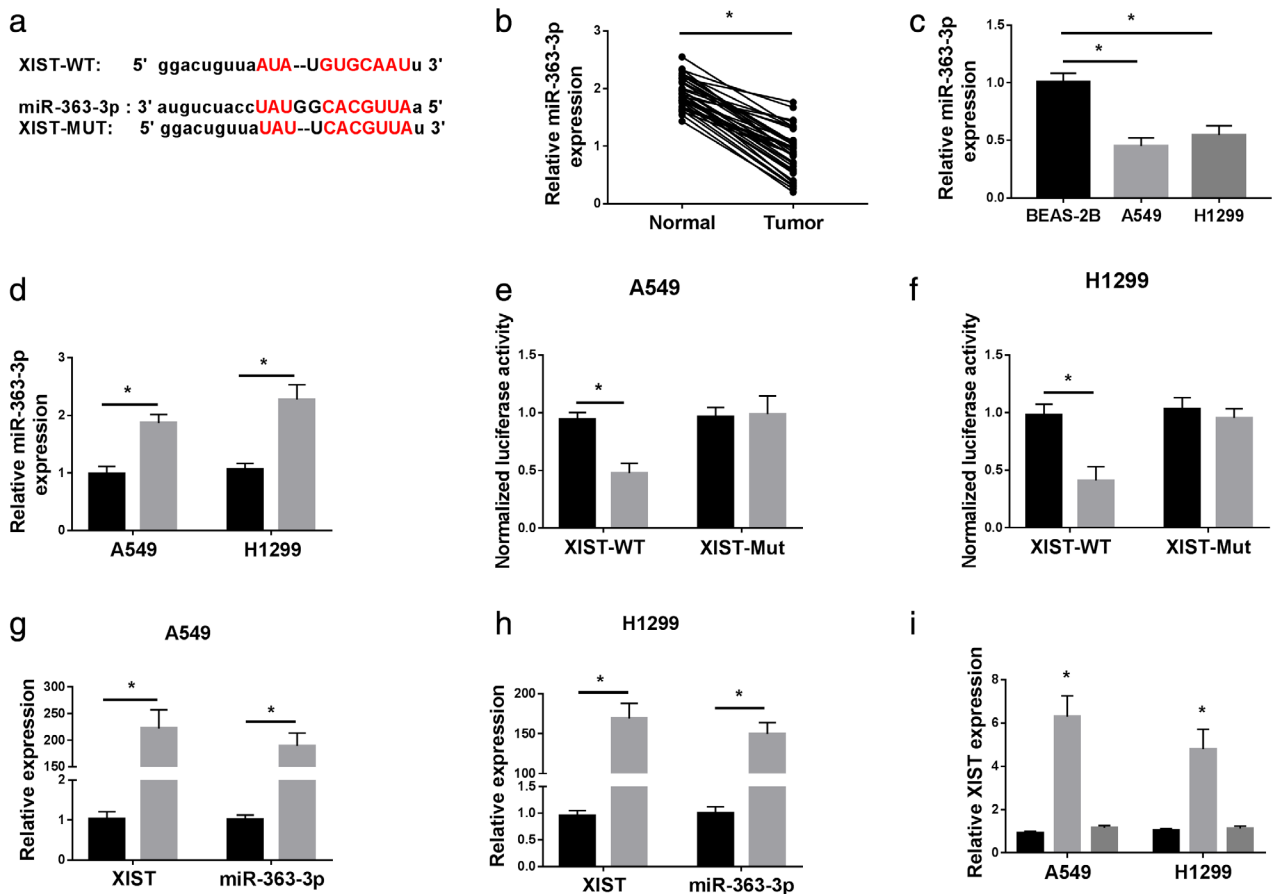 a
XIST-WT: 5' ggacuguuaAUA--UGUGCAAUu 3'
miR-363-3p : 3' augucuaccUAUGGCACGUUAa 5'
XIST-MUT: 5' ggacuguuaUAU--UCACGUUAu 3'
b
Relative miR-363-3p
expression
3
2
1
0
*
Normal Tumor
c
Relative miR-363-3p
expression
1.5
1.0
0.5
0.0
*
*
BEAS-2B A549 H1299
d
Relative miR-363-3p
expression
3
2
1
0
* *
A549 H1299
e
A549
Normalized luciferase activity
1.5
1.0
0.5
0.0
*
XIST-WT XIST-Mut
f
H1299
Normalized luciferase activity
1.5
1.0
0.5
0.0
*
XIST-WT XIST-Mut
g
A549
Relative expression
300
250
200
150
100
50
2
1
0
* *
XIST miR-363-3p
h
H1299
Relative expression
200
150
100
1.5
1.0
0.5
0.0
* *
XIST miR-363-3p
i
Relative XIST expression
8
6
4
2
0
* *
A549 H1299